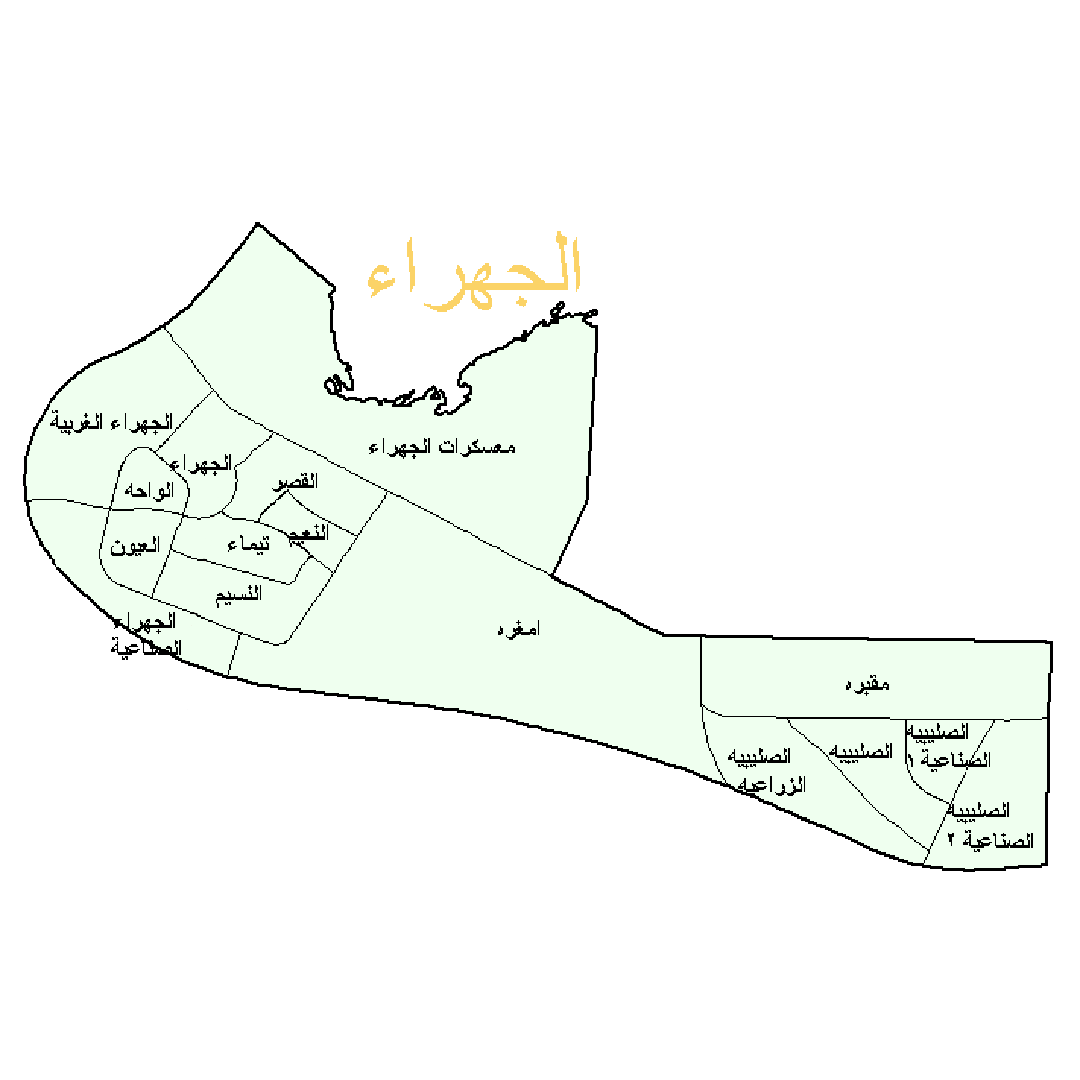 الجهراء
الجهراء الغربية
معسكرات الجهراء
الجهراء
القصر
الواحه
النعيم
تيماء
العيون
النسيم
الجهراء
الصناعية
امغره
مقبره
الصليبيه
الصناعية ١
الصليبيه
الصليبيه
الزراعيه
الصليبيه
الصناعية ٢